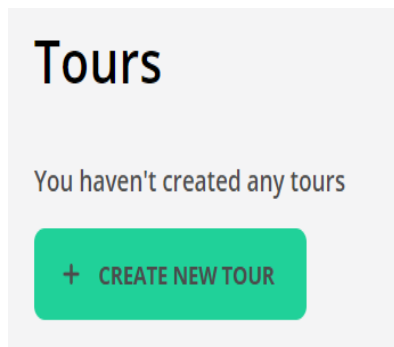 Tours
You haven't created any tours
+ CREATE NEW TOUR